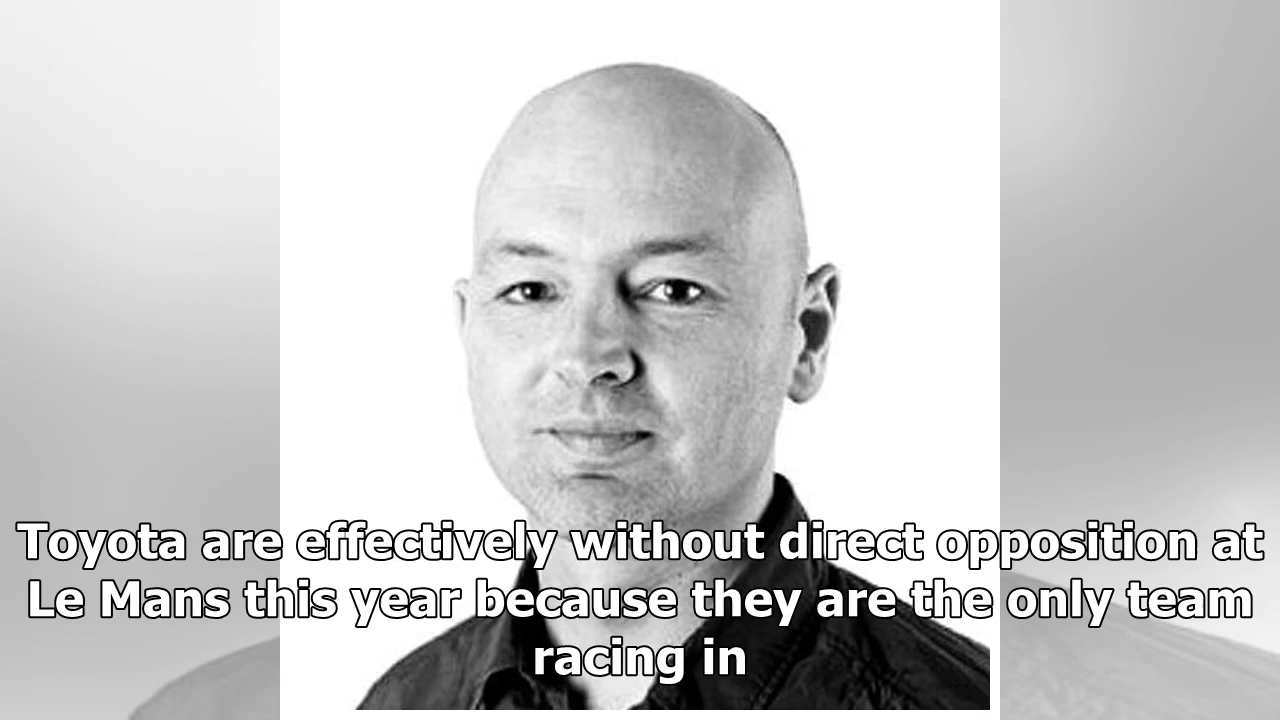 Toyota are effectively without direct opposition at
Le Mans this year because they are the only team
racing in